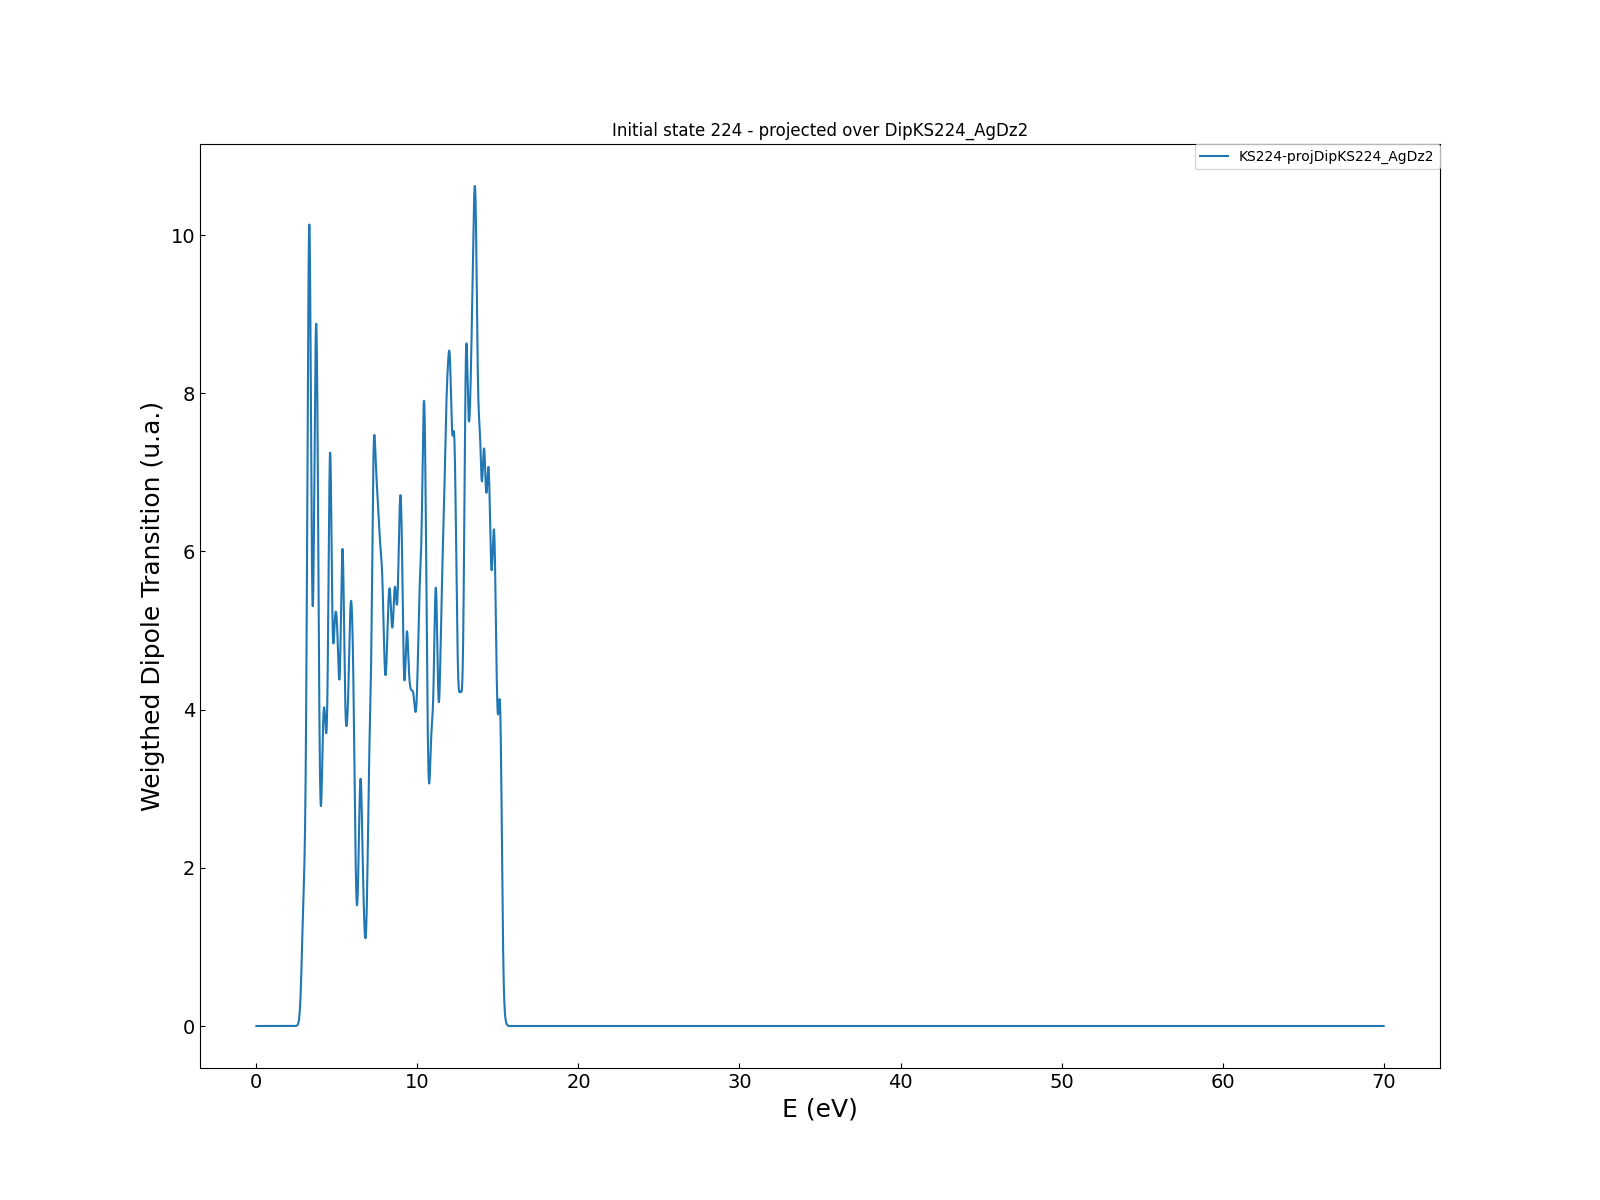 Initial state 224 - projected over DipKS224_AgDz2
KS224-projDipKS224_AgDz2
Weigthed Dipole Transition (u.a.)
10
8
6
4
2
0
0 10 20 30 40 50 60 70
E (eV)